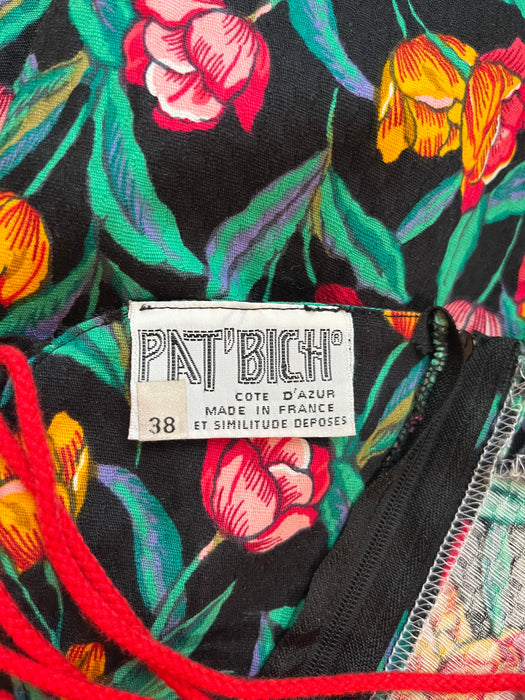 PAT'BICH®
COTE D'AZUR
MADE IN FRANCE
ET SIMILITUDE DEPOSES
38